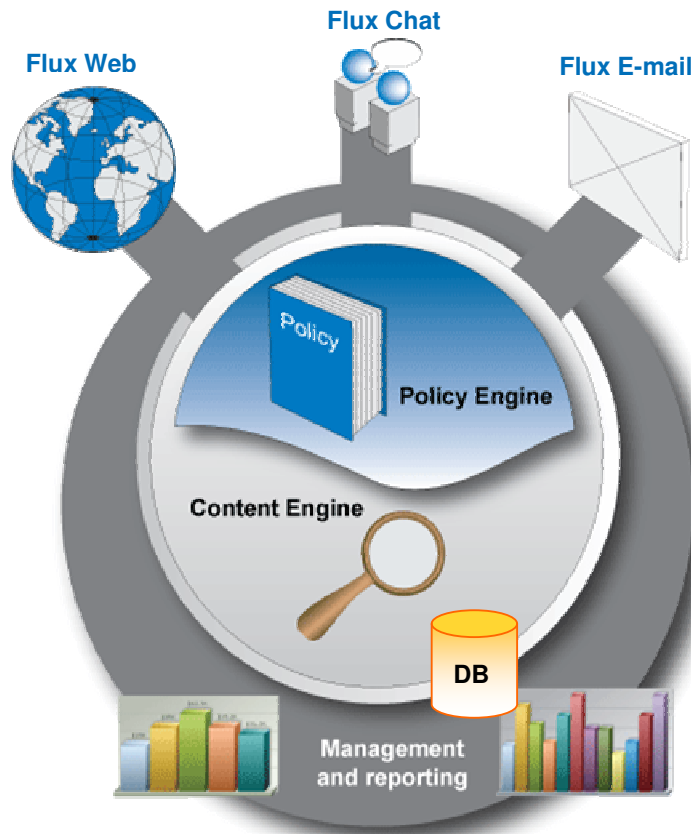 Flux Chat
Flux Web
Flux E-mail
Policy
Policy Engine
Content Engine
DB
Management
and reporting